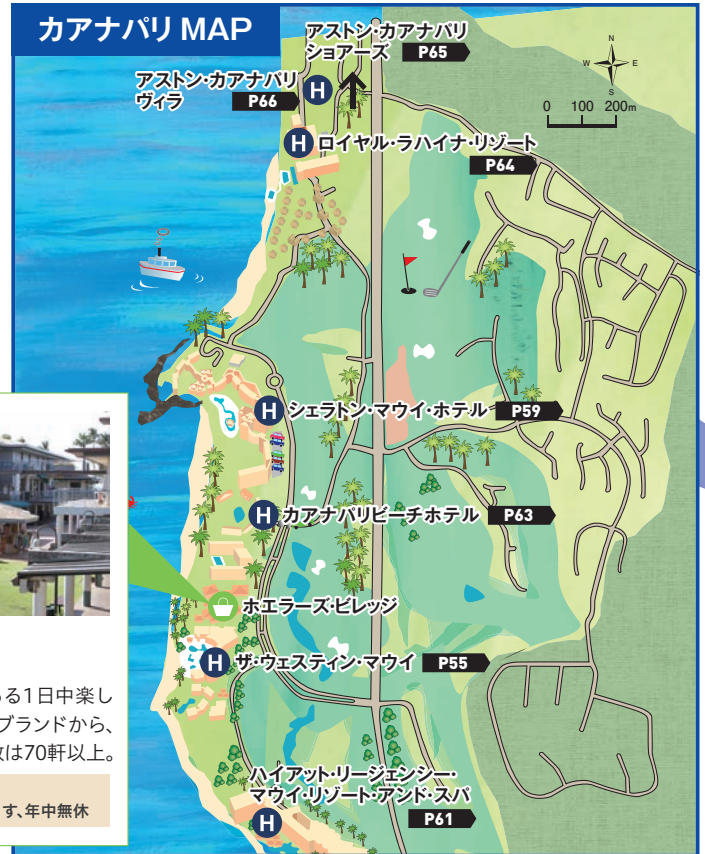 カアナパリ MAP
アストン・カアナパリ
ショアーズ P65
アストン・カアナパリ
ヴィラ P66
N
W E
S
0 100 200m
H
H ロイヤル・ラハイナ・リゾート
P64
H シェラトン・マウイ・ホテル P59
H カアナパリビーチホテル P63
ホエラーズ・ビレッジ
H ザ・ウェスティン・マウイ P55
ハイアット・リージェンシー・
マウイ・リゾート・アンド・スパ
H P61
る1日中楽し
ブランドから、
は70軒以上。
す、年中無休